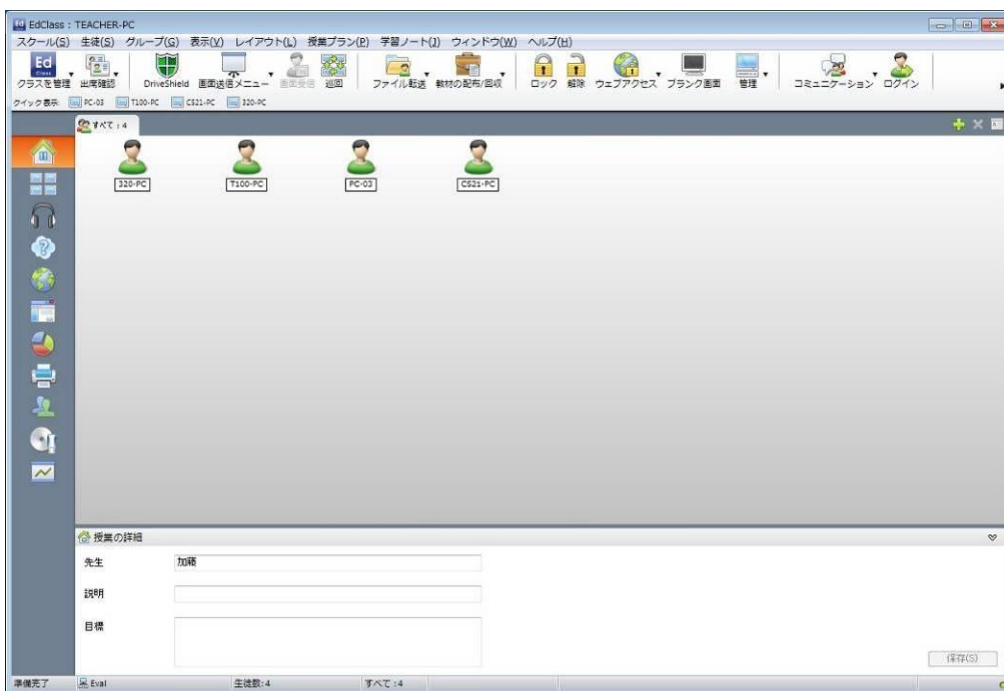 EdClass : TEACHER-PC
スクール(S) 生徒(S) グループ(G) 表示(V) レイアウト(L) 授業プラン(P) 学習ノート(J) ウィンドウ(W) ヘルプ(H)
Ed
Class
クラスを管理 出席確認 DriveShield 画面送信メニュー 画面受信 巡回 ファイル転送 教材の配布/回収 ロック 解除 ウェブアクセス ブランク画面 管理 コミュニケーション ログイン
クイック表示: PC-03 T100-PC CS21-PC 320-PC
すべて : 4
320-PC T100-PC PC-03 CS21-PC
授業の詳細
先生 加藤
説明
目標
保存(S)
準備完了 Eval 生徒数:4 すべて :4